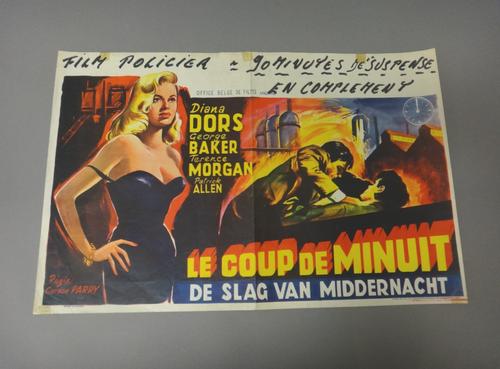 FILM POLICIER ~ 90 MINUTES DE SUSPENSE
EN COMPLEMENT
OFFICE BELGE DE FILMS
Diana
DORS
George
BAKER
Terence
MORGAN
Patrick
ALLEN
LE COUP DE MINUIT
DE SLAG VAN MIDDERNACHT
Régie
Gordon PARRY